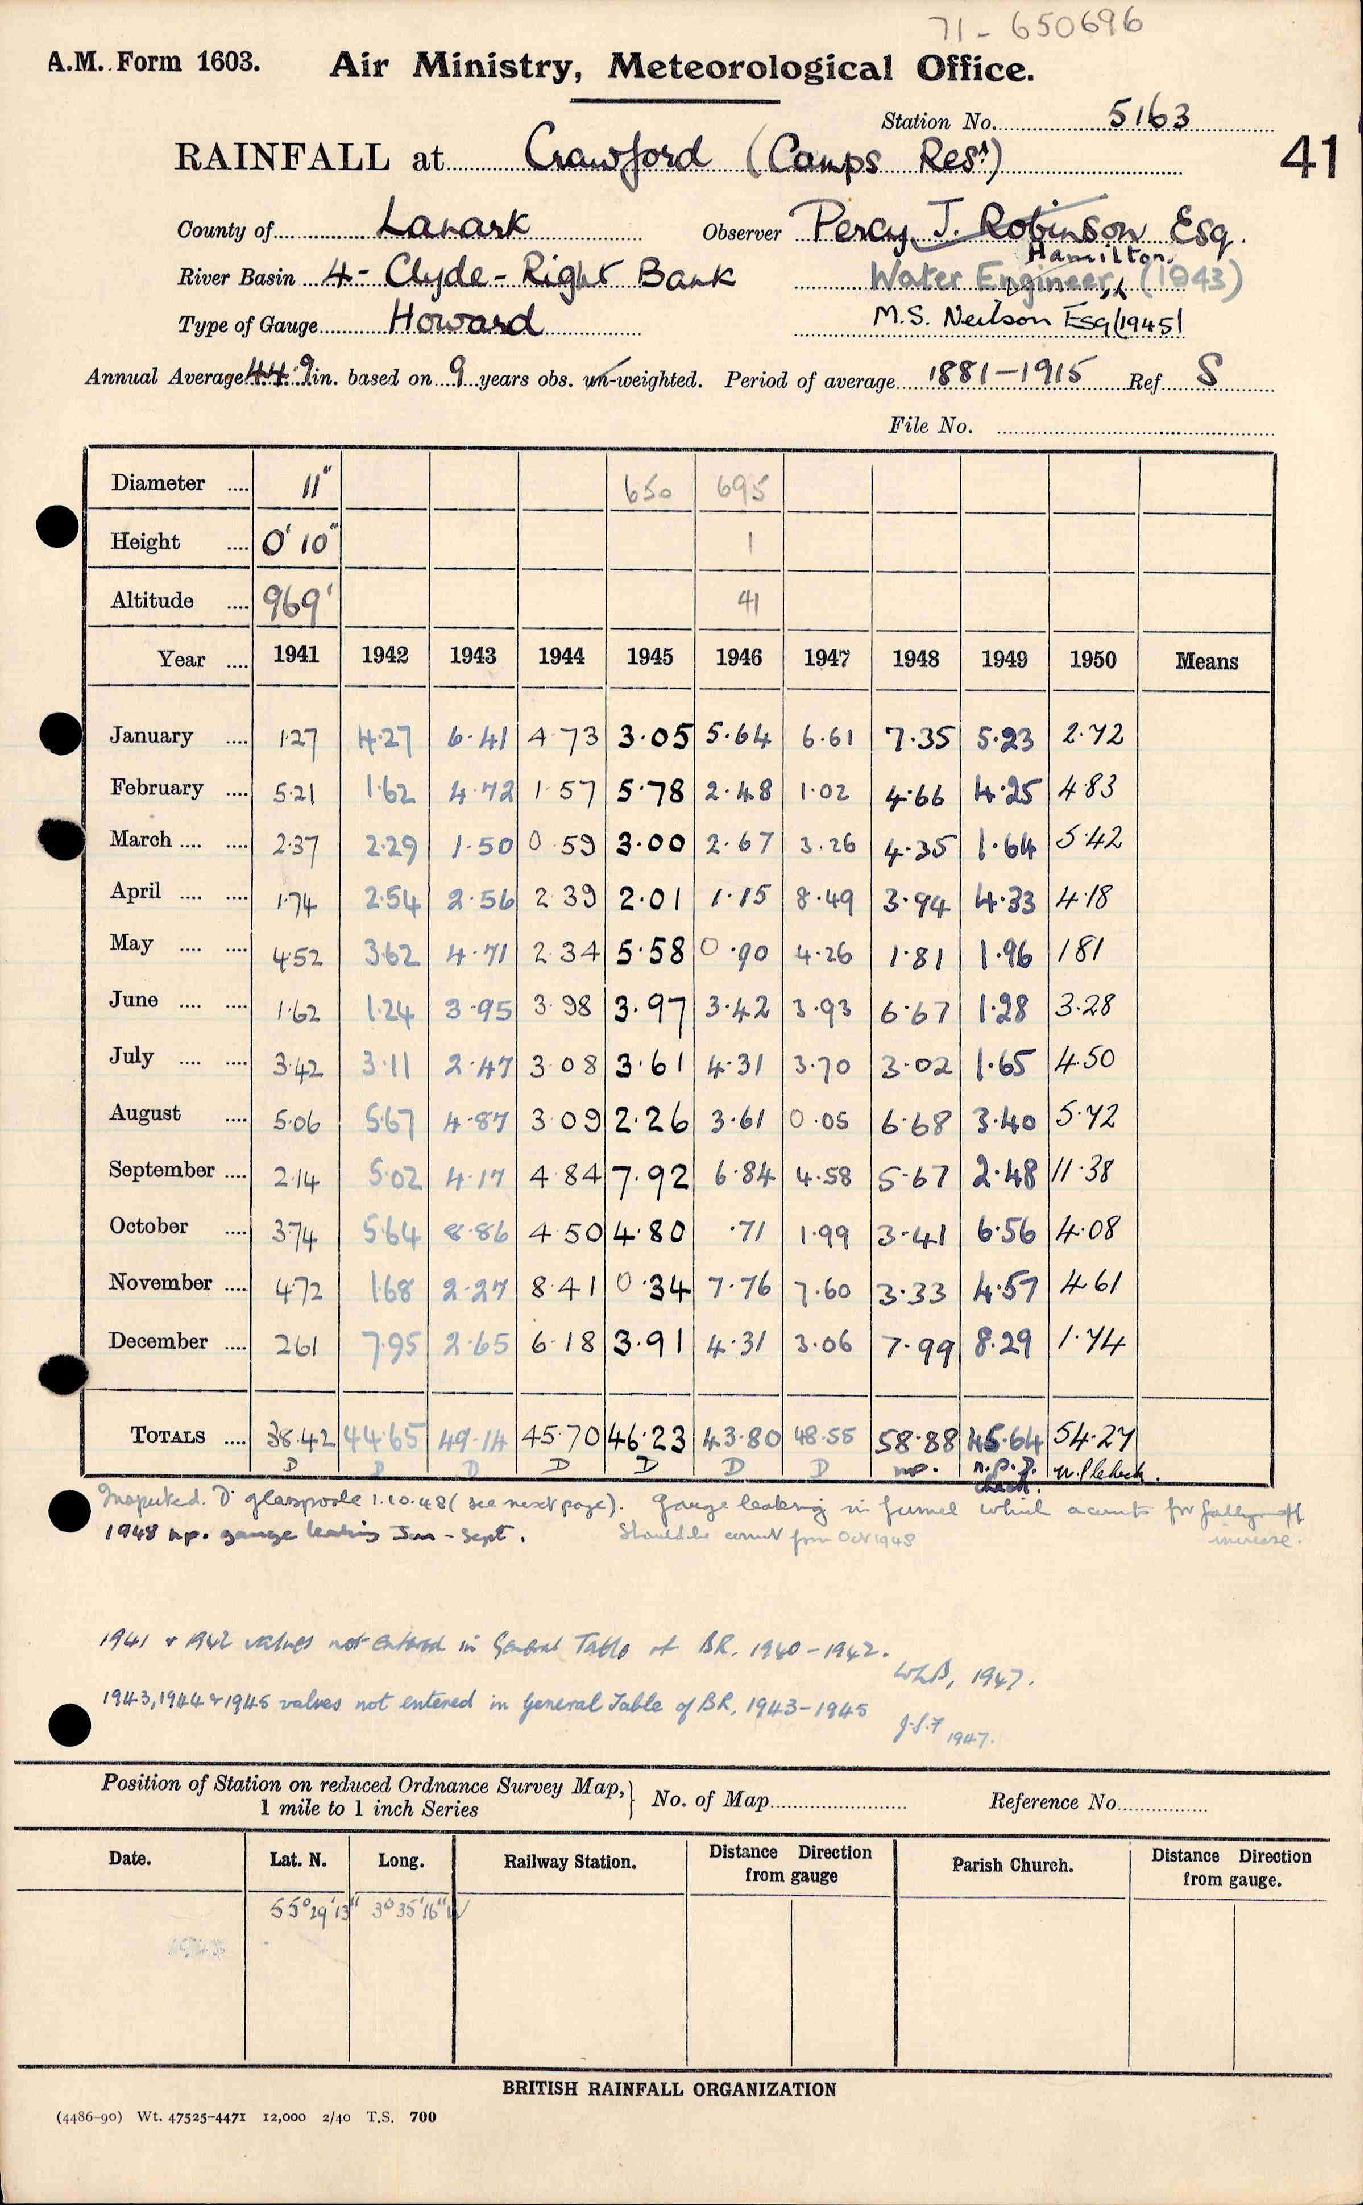 71-650696
A.M. Form 1603. Air Ministry, Meteorological Office.
Station No. 5163
RAINFALL at Crawford (Camps Resr) 41
County of Lanark Observer Percy J. Robinson Esq.
Hamilton
River Basin 4- Clyde-Right Bank Water Engineer, (1943)
Type of Gauge Howard M.S. Neilson Esq (1945)
Annual Average 44.9 in. based on 9 years obs. un-weighted. Period of average 1881-1915 Ref. S
File No.
Diameter .... 11" 650 695
Height .... 0' 10" 1
Altitude .... 969' 41
Year .... 1941 1942 1943 1944 1945 1946 1947 1948 1949 1950 Means
January .... 1.27 4.27 6.41 4.73 3.05 5.64 6.61 7.35 5.23 2.72
February .... 5.21 1.62 4.72 1.57 5.78 2.48 1.02 4.66 4.25 4.83
March .... .... 2.37 2.29 1.50 0.59 3.00 2.67 3.26 4.35 1.64 5.42
April .... .... 1.74 2.54 2.56 2.39 2.01 1.15 8.49 3.94 4.33 4.18
May .... .... 4.52 3.62 4.71 2.34 5.58 0.90 4.26 1.81 1.96 1.81
June .... .... 1.62 1.24 3.95 3.98 3.97 3.42 3.93 6.67 1.28 3.28
July .... .... 3.42 3.11 2.47 3.08 3.61 4.31 3.70 3.02 1.65 4.50
August .... 5.06 5.67 4.87 3.09 2.26 3.61 0.05 6.68 3.40 5.72
September .... 2.14 5.02 4.17 4.84 7.92 6.84 4.58 5.67 2.48 11.38
October .... 3.74 5.64 8.86 4.50 4.80 .71 1.99 3.41 6.56 4.08
November .... 4.72 1.68 2.27 8.41 0.34 7.76 7.60 3.33 4.57 4.61
December .... 2.61 7.95 2.65 6.18 3.91 4.31 3.06 7.99 8.29 1.74
TOTALS .... 38.42 44.65 49.14 45.70 46.23 43.80 48.55 58.88 45.64 54.27
D D D D D D D n.p. n.p.D. check. n.p. check.
Inspected. D glasspoole 1.10.48 (see next page). Gauge leaking in funnel which accounts for falling off
increase.
1948 n.p. gauge leaking Jan - Sept. Should be correct from Oct 1948
1941 & 1942 values not entered in General Table of B.R. 1940-1942.
1947.
1943, 1944 & 1945 values not entered in General Table of B.R. 1943-1945
1947.
Position of Station on reduced Ordnance Survey Map, 1 mile to 1 inch Series } No. of Map Reference No.
Date. Lat. N. Long. Railway Station. Distance Direction from gauge Parish Church. Distance Direction from gauge.
55° 29' 13" 3° 35' 16" W
BRITISH RAINFALL ORGANIZATION
(4486-90) Wt. 47525-4471 12,000 2/40 T.S. 700